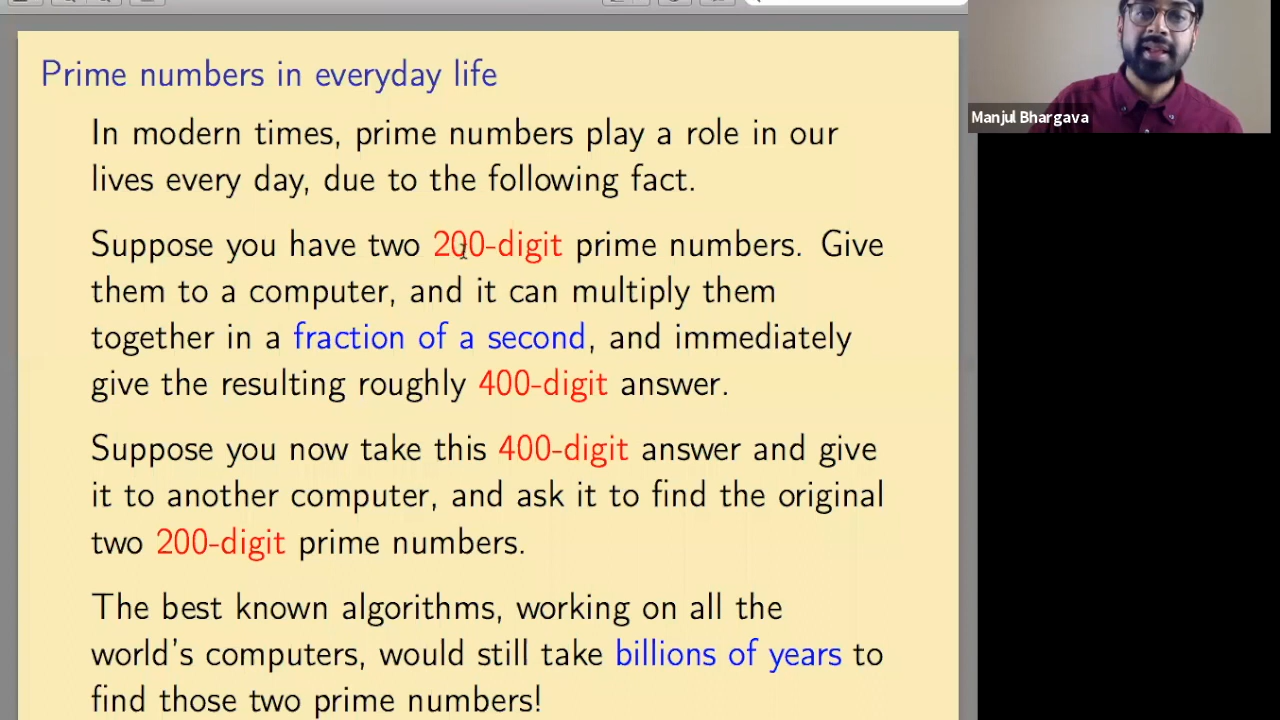 Prime numbers in everyday life
In modern times, prime numbers play a role in our
lives every day, due to the following fact.
Suppose you have two 200-digit prime numbers. Give
them to a computer, and it can multiply them
together in a fraction of a second, and immediately
give the resulting roughly 400-digit answer.
Suppose you now take this 400-digit answer and give
it to another computer, and ask it to find the original
two 200-digit prime numbers.
The best known algorithms, working on all the
world's computers, would still take billions of years to
find those two prime numbers!
Manjul Bhargava